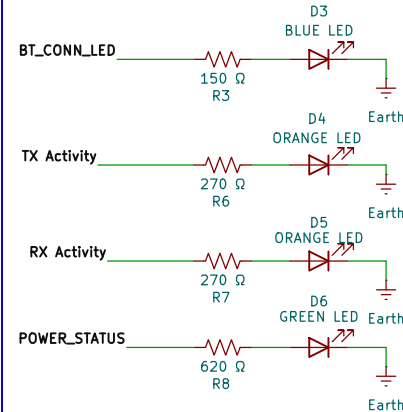 D3
BLUE LED
BT_CONN_LED
150 Ω
R3
Earth
D4
ORANGE LED
TX Activity
270 Ω
R6
Earth
D5
ORANGE LED
RX Activity
270 Ω
R7
Earth
D6
GREEN LED
POWER_STATUS
620 Ω
R8
Earth